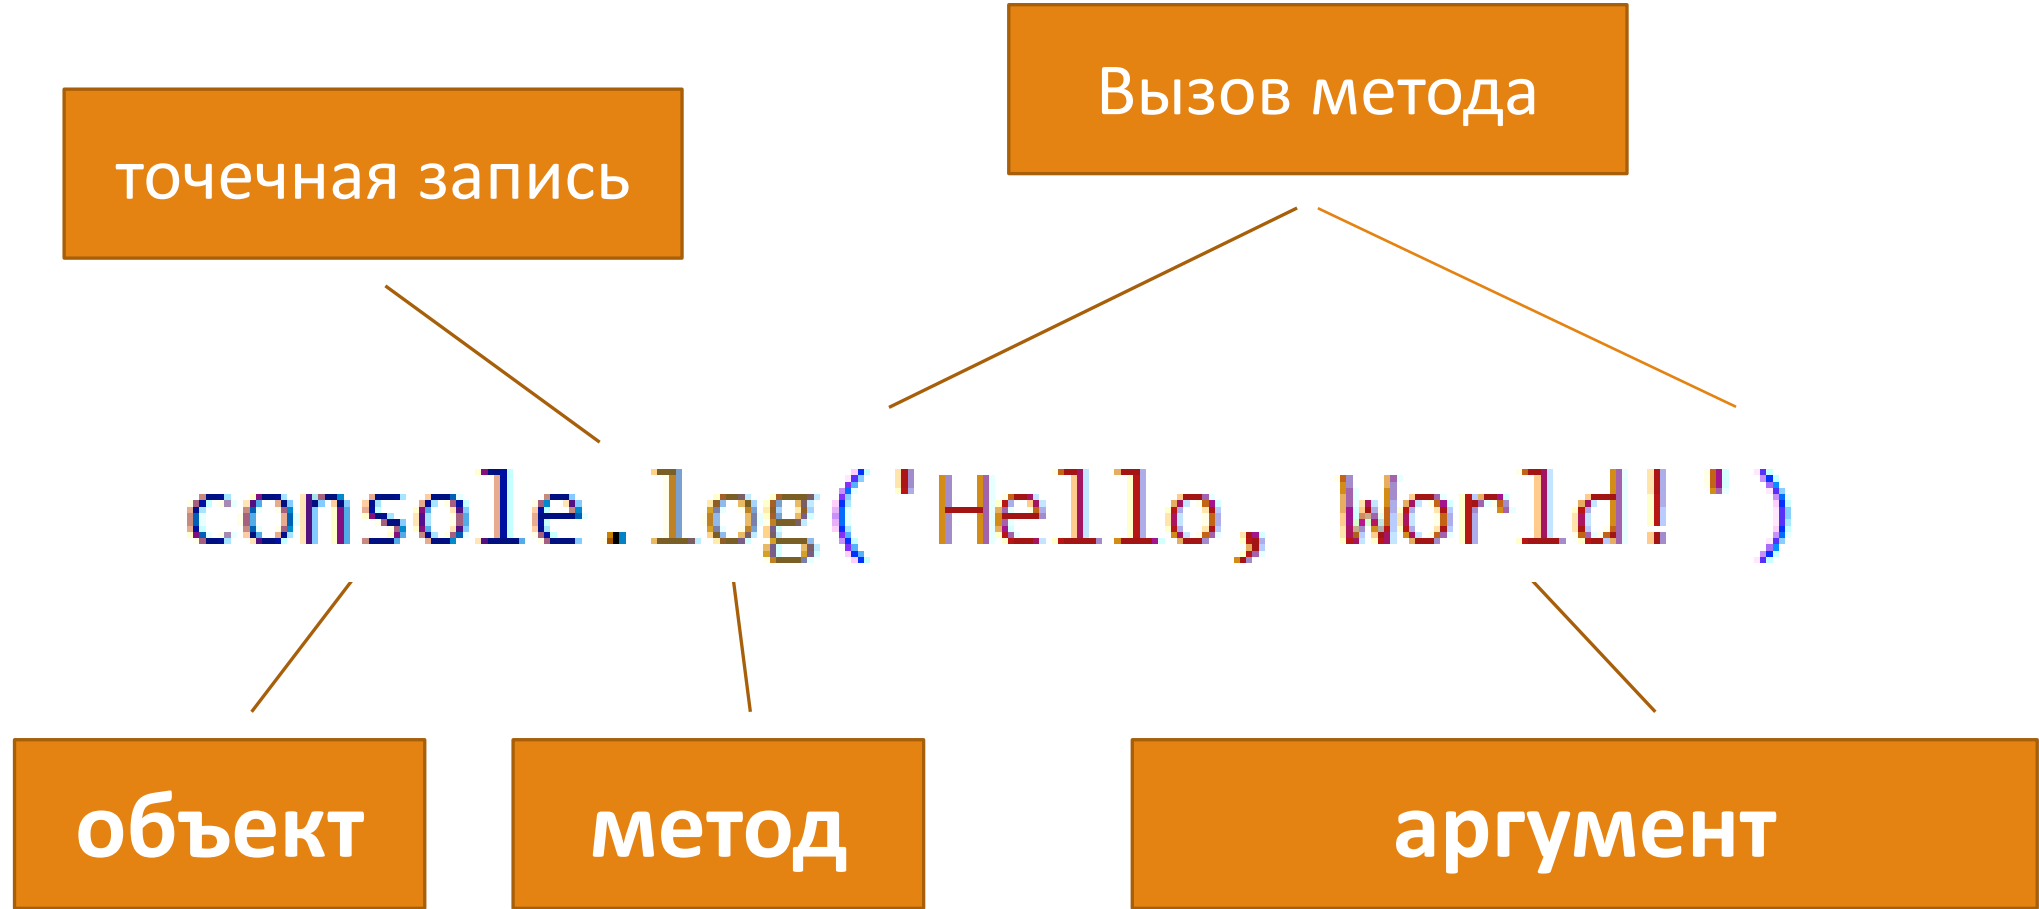 Вызов метода
точечная запись
console.log('Hello, World!')
объект
метод
аргумент